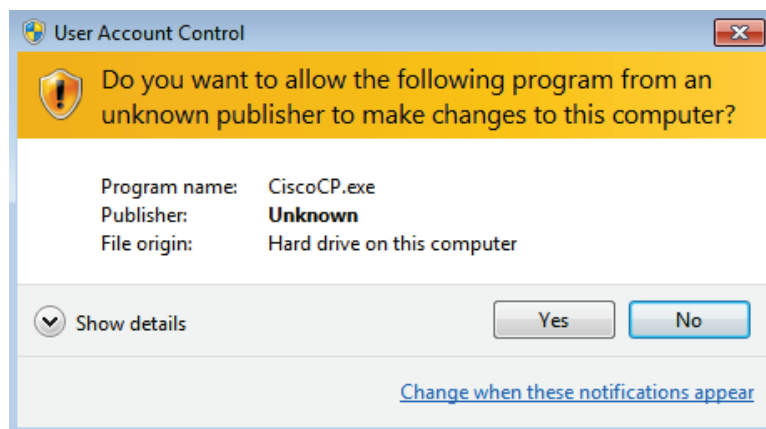 User Account Control
Do you want to allow the following program from an
unknown publisher to make changes to this computer?
Program name: CiscoCP.exe
Publisher: Unknown
File origin: Hard drive on this computer
Show details Yes No
Change when these notifications appear